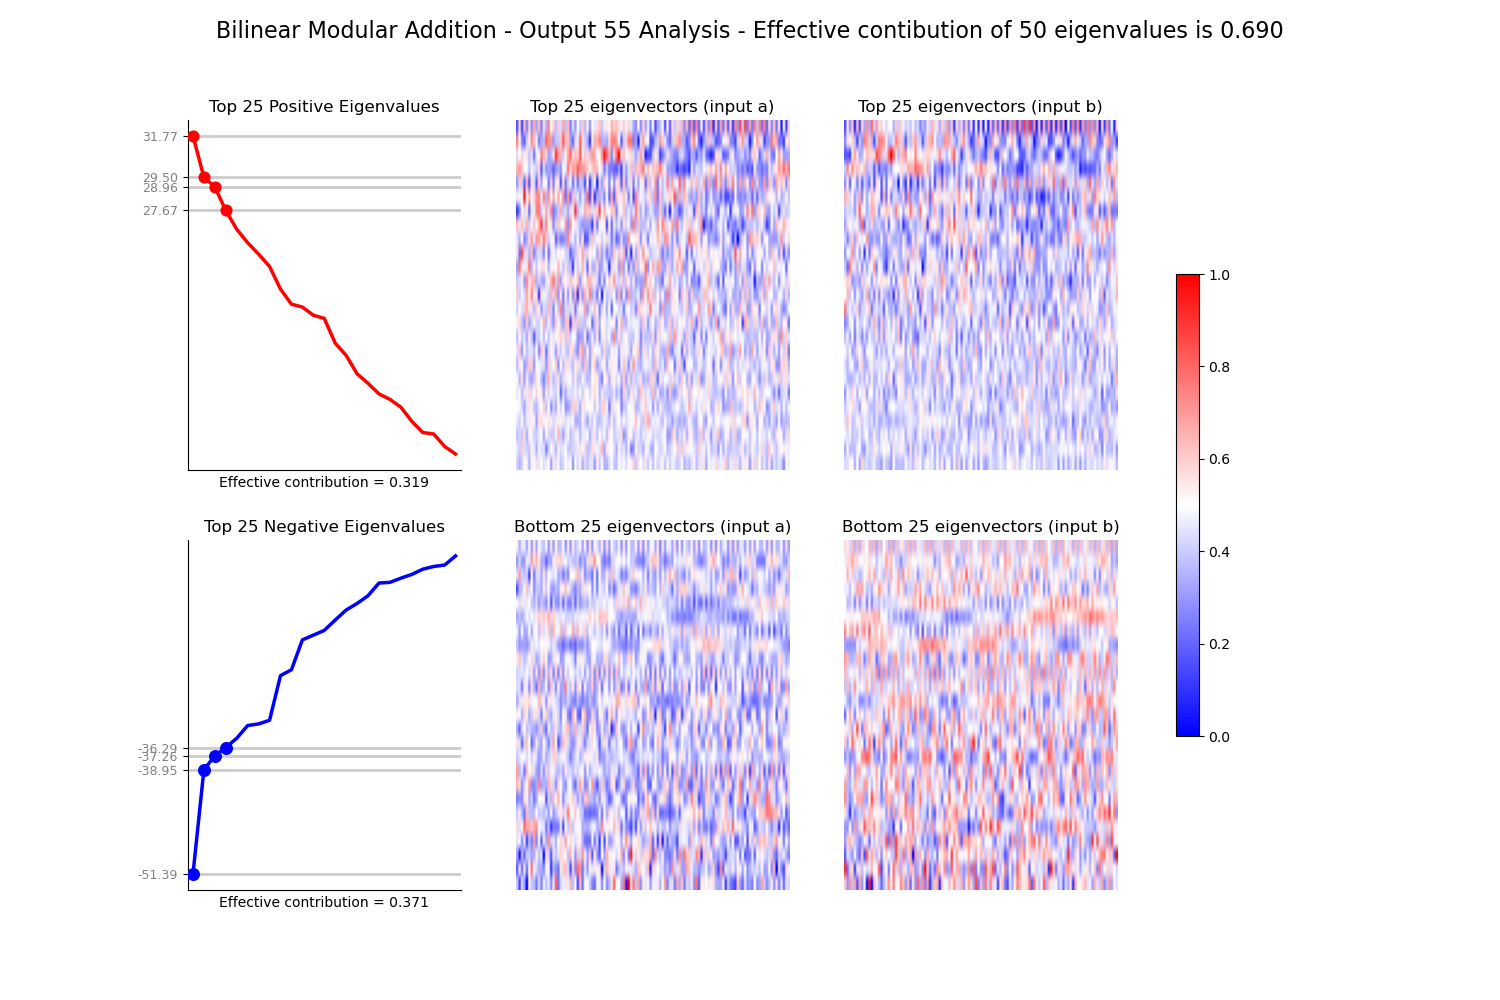 Bilinear Modular Addition - Output 55 Analysis - Effective contibution of 50 eigenvalues is 0.690
Top 25 Positive Eigenvalues
31.77
29.50
28.96
27.67
Effective contribution = 0.319
Top 25 eigenvectors (input a)
Top 25 eigenvectors (input b)
Top 25 Negative Eigenvalues
-36.29
-37.26
-38.95
-51.39
Effective contribution = 0.371
Bottom 25 eigenvectors (input a)
Bottom 25 eigenvectors (input b)
1.0
0.8
0.6
0.4
0.2
0.0